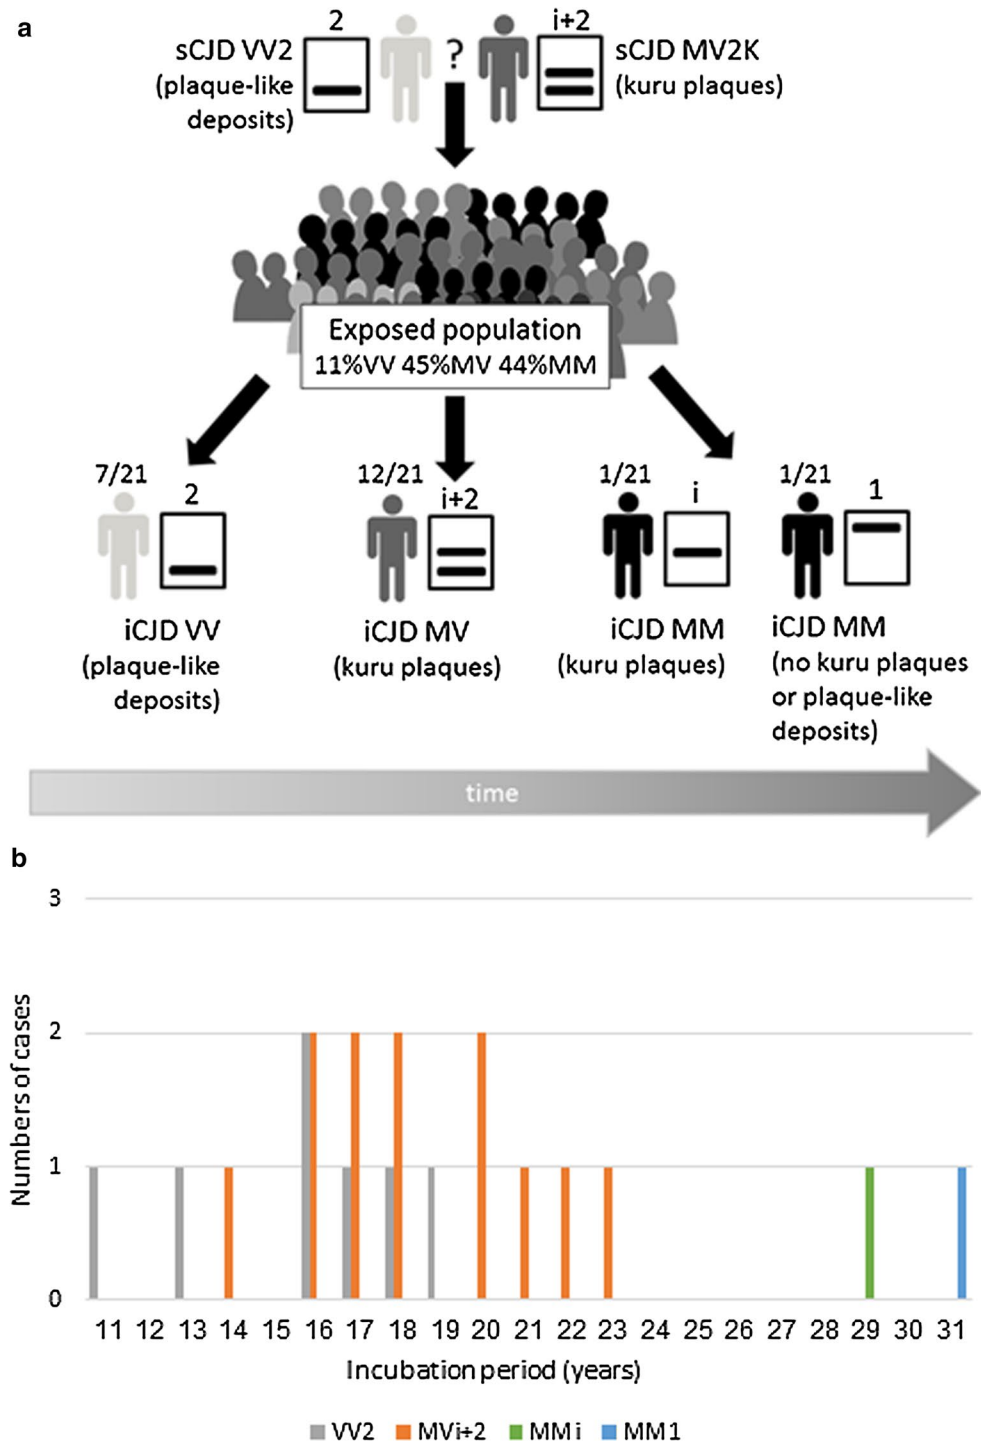 a
2
i+2
sCJD VV2
(plaque-like
deposits)
?
sCJD MV2K
(kuru plaques)
Exposed population
11%VV 45%MV 44%MM
7/21
2
12/21
i+2
1/21
i
1/21
1
iCJD VV
(plaque-like
deposits)
iCJD MV
(kuru plaques)
iCJD MM
(kuru plaques)
iCJD MM
(no kuru plaques
or plaque-like
deposits)
time
b
Numbers of cases
3
2
1
0
11 12 13 14 15 16 17 18 19 20 21 22 23 24 25 26 27 28 29 30 31
Incubation period (years)
VV2 MVi+2 MMi MM1